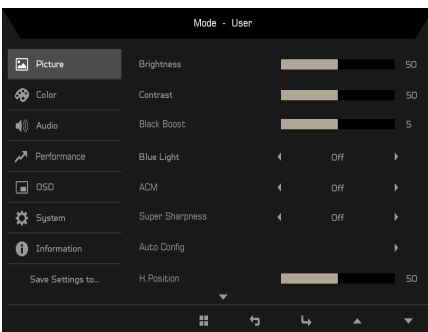 Mode - User
Picture
Color
Audio
Performance
OSD
System
Information
Save Settings to...
Brightness 50
Contrast 50
Black Boost 5
Blue Light Off
ACM Off
Super Sharpness Off
Auto Config
H.Position 50